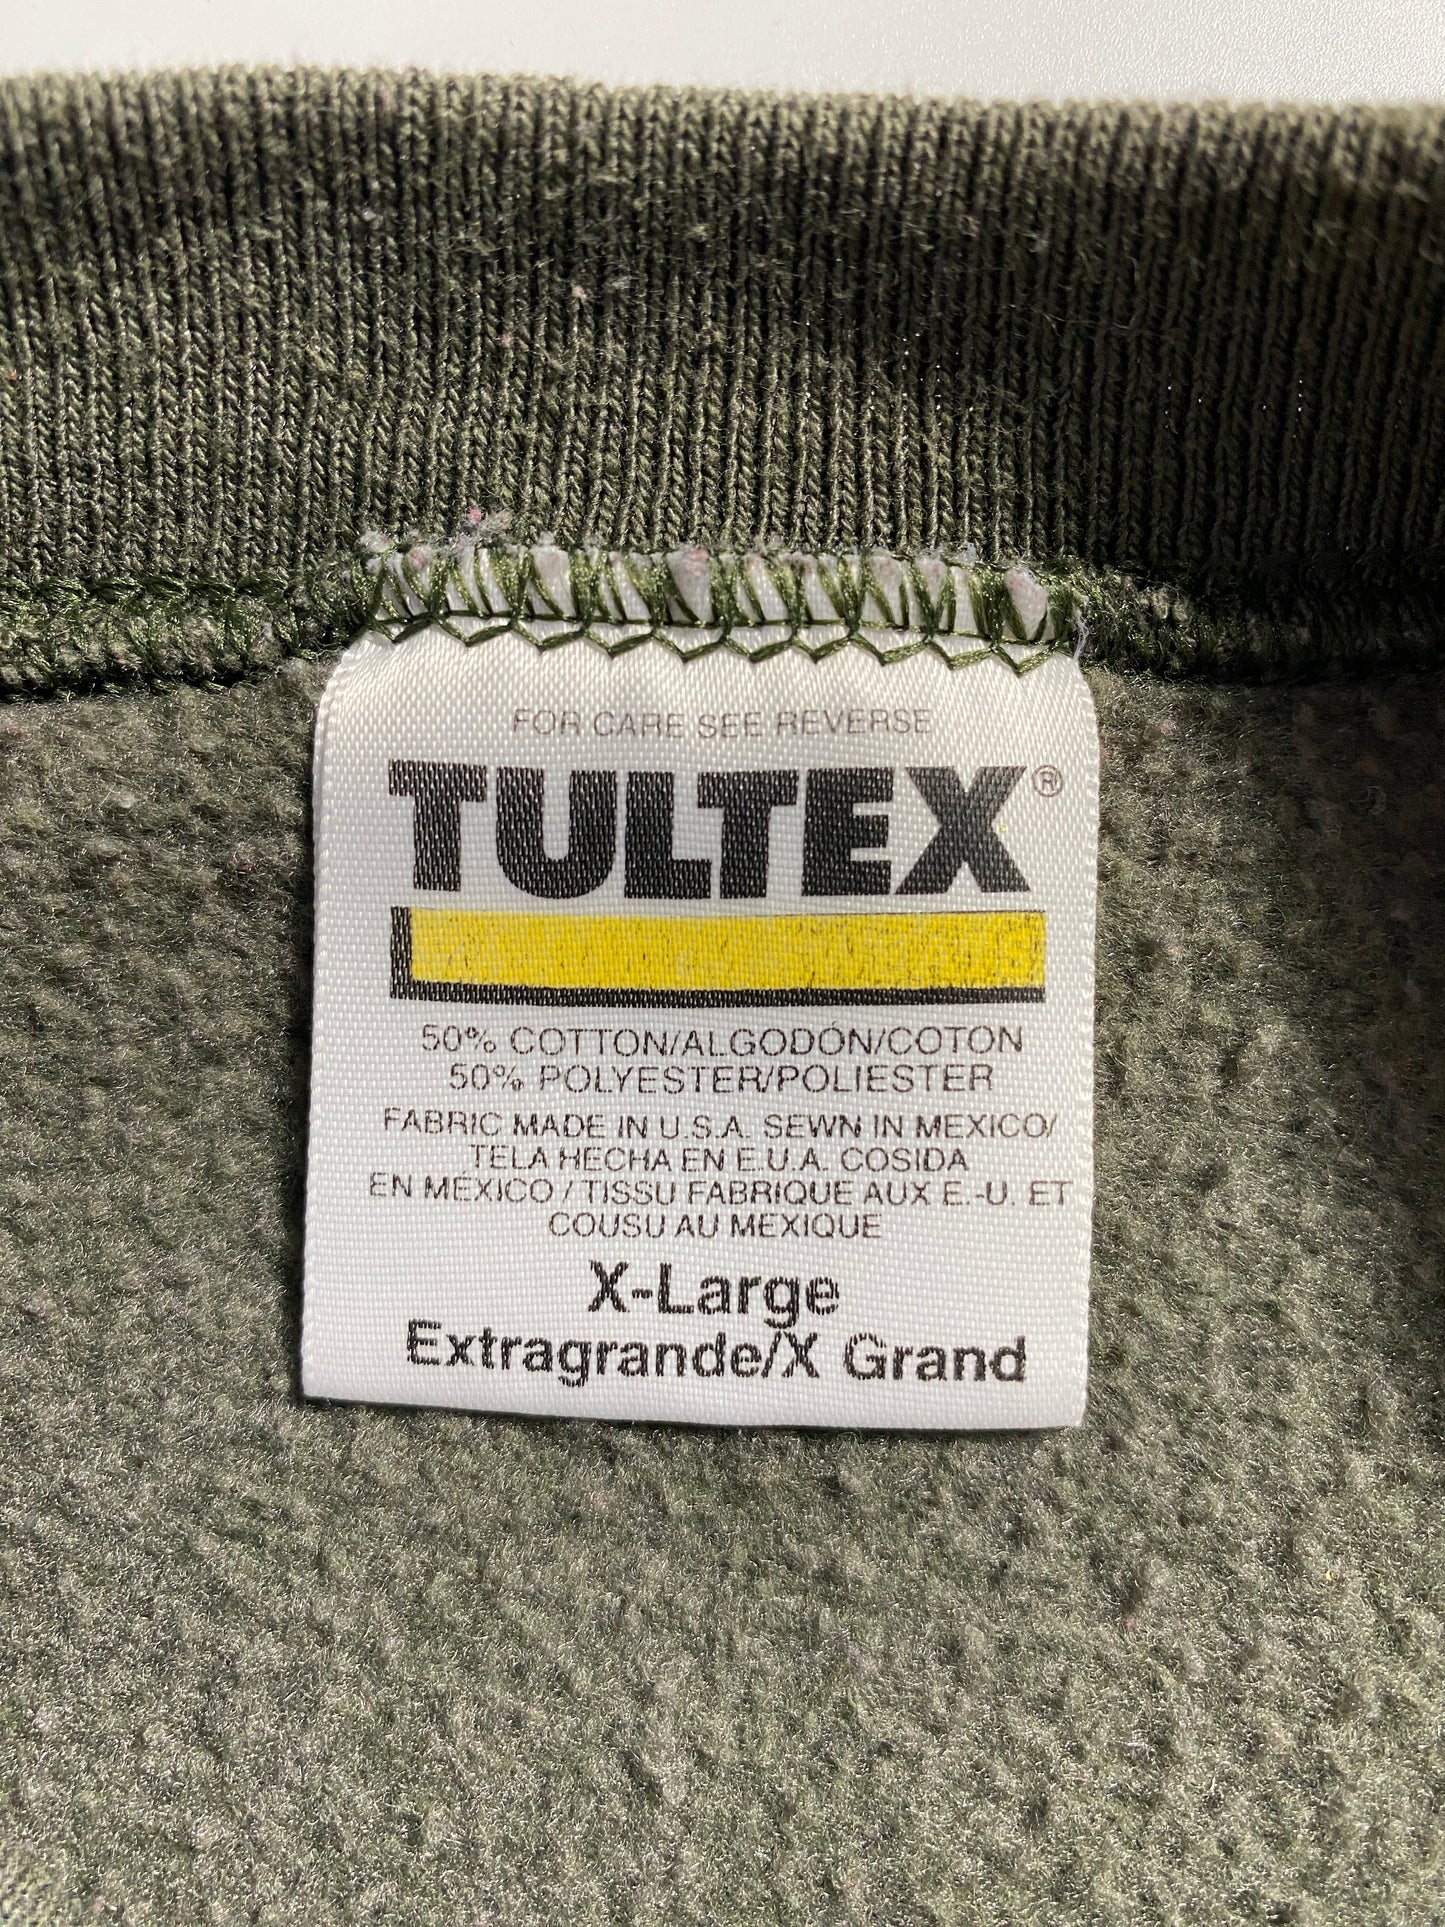 FOR CARE SEE REVERSE
TULTEX®
50% COTTON/ALGODÓN/COTON
50% POLYESTER/POLIESTER
FABRIC MADE IN U.S.A. SEWN IN MEXICO/
TELA HECHA EN E.U.A. COSIDA
EN MEXICO / TISSU FABRIQUE AUX E.-U. ET
COUSU AU MEXIQUE
X-Large
Extragrande/X Grand